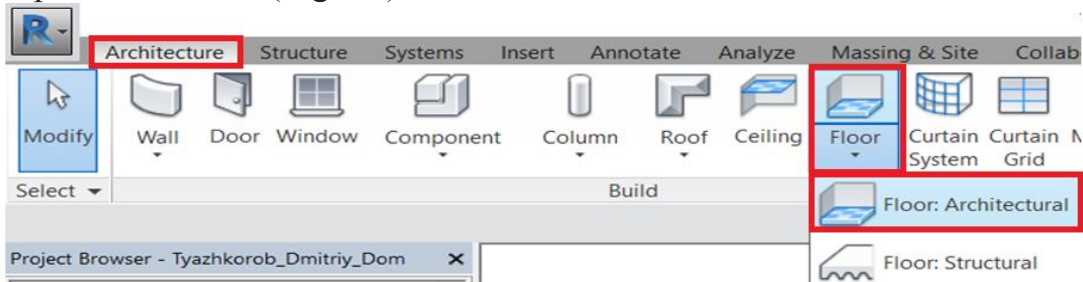 R
Architecture Structure Systems Insert Annotate Analyze Massing & Site Collab
Modify Wall Door Window Component Column Roof Ceiling Floor Curtain System Curtain Grid
Select Build
Floor: Architectural
Project Browser - Tyazhkorob_Dmitriy_Dom
Floor: Structural